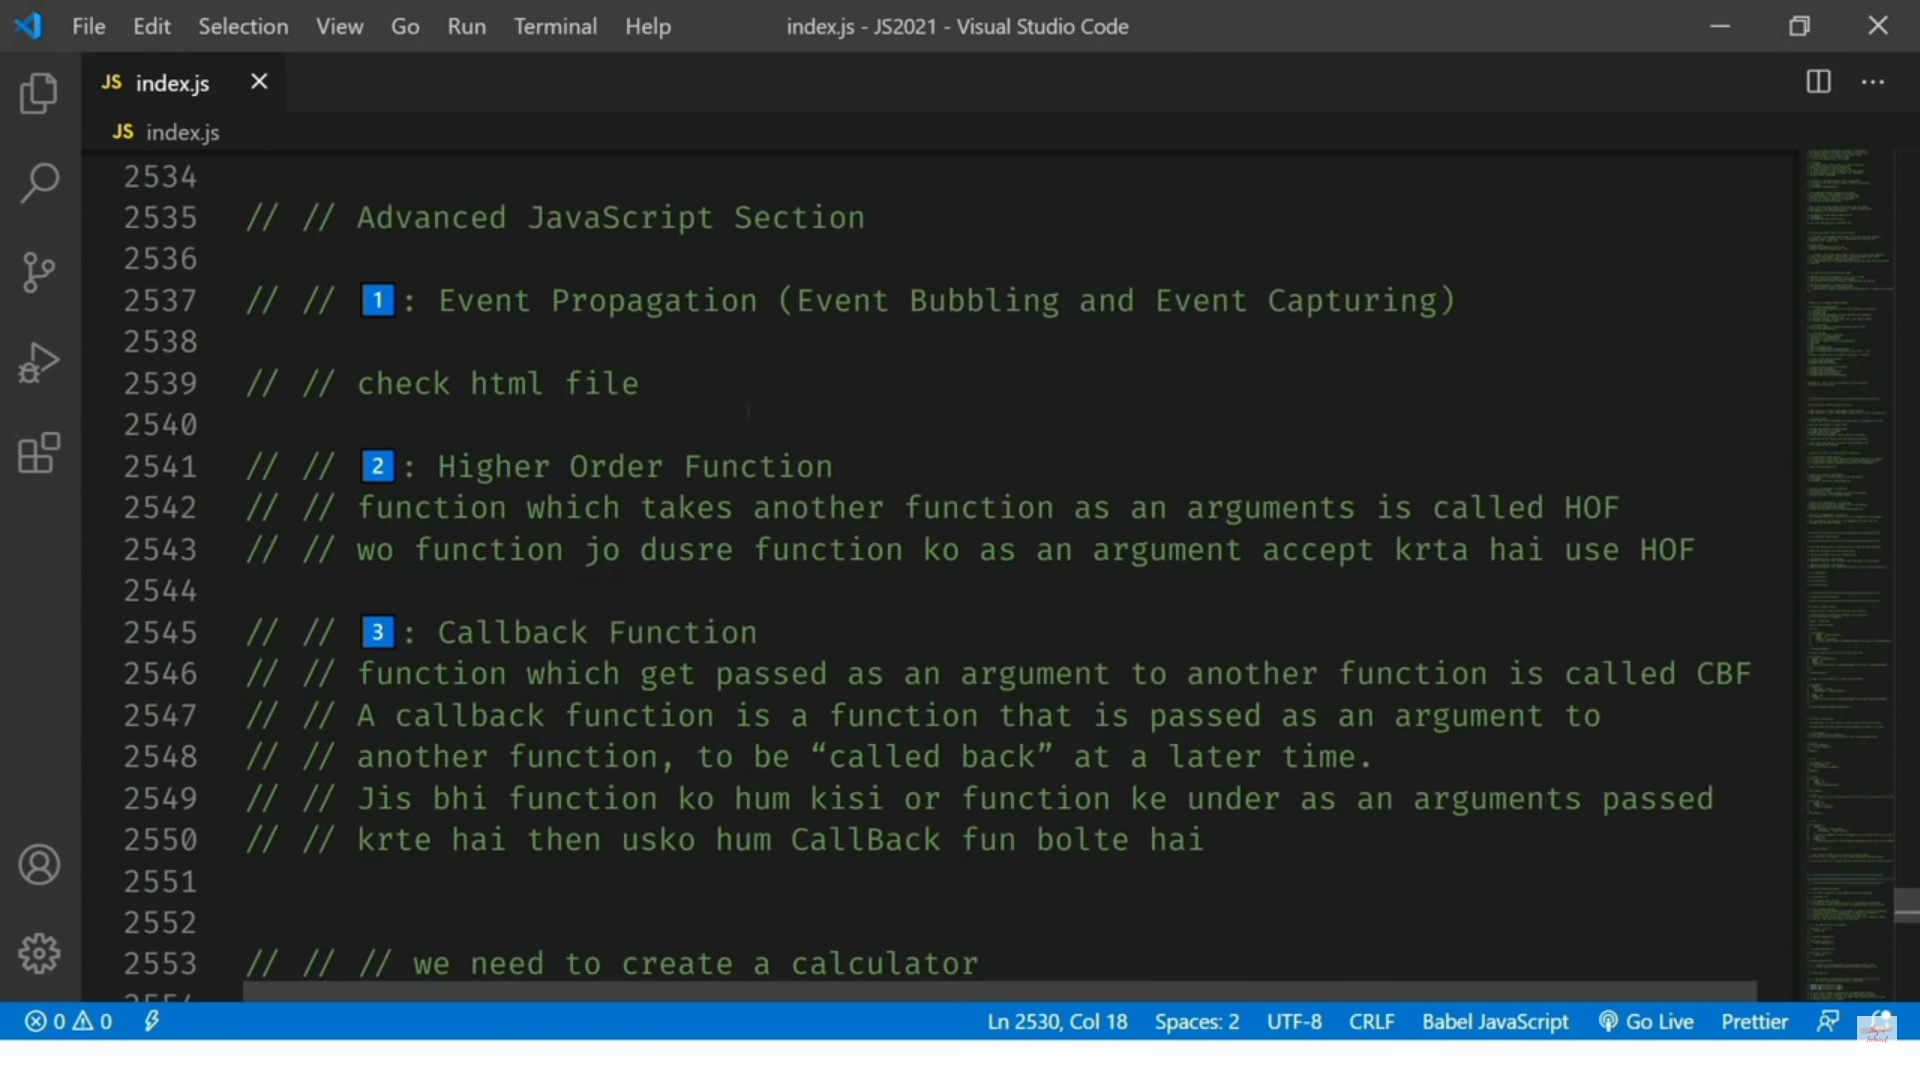 File Edit Selection View Go Run Terminal Help index.js - JS2021 - Visual Studio Code
JS index.js
JS index.js
2534
2535 // // Advanced JavaScript Section
2536
2537 // // 1 : Event Propagation (Event Bubbling and Event Capturing)
2538
2539 // // check html file
2540
2541 // // 2 : Higher Order Function
2542 // // function which takes another function as an arguments is called HOF
2543 // // wo function jo dusre function ko as an argument accept krta hai use HOF
2544
2545 // // 3 : Callback Function
2546 // // function which get passed as an argument to another function is called CBF
2547 // // A callback function is a function that is passed as an argument to
2548 // // another function, to be “called back” at a later time.
2549 // // Jis bhi function ko hum kisi or function ke under as an arguments passed
2550 // // krte hai then usko hum CallBack fun bolte hai
2551
2552
2553 // // // we need to create a calculator
0 0 Ln 2530, Col 18 Spaces: 2 UTF-8 CRLF Babel JavaScript Go Live Prettier